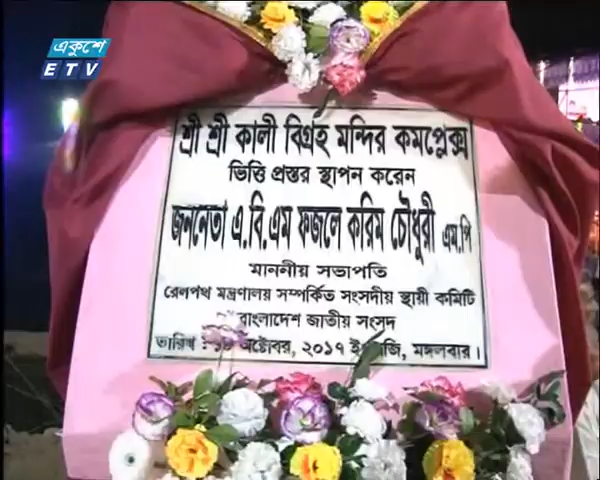 একুশে
ETV
শ্রী শ্রী কালী বিগ্রহ মন্দির কমপ্লেক্স
ভিত্তি প্রস্তর স্থাপন করেন
জননেতা এ.বি.এম ফজলে করিম চৌধুরী এম.পি
মাননীয় সভাপতি
রেলপথ মন্ত্রণালয় সম্পর্কিত সংসদীয় স্থায়ী কমিটি
বাংলাদেশ জাতীয় সংসদ
তারিখ অক্টোবর, ২০১৭ মঙ্গলবার।